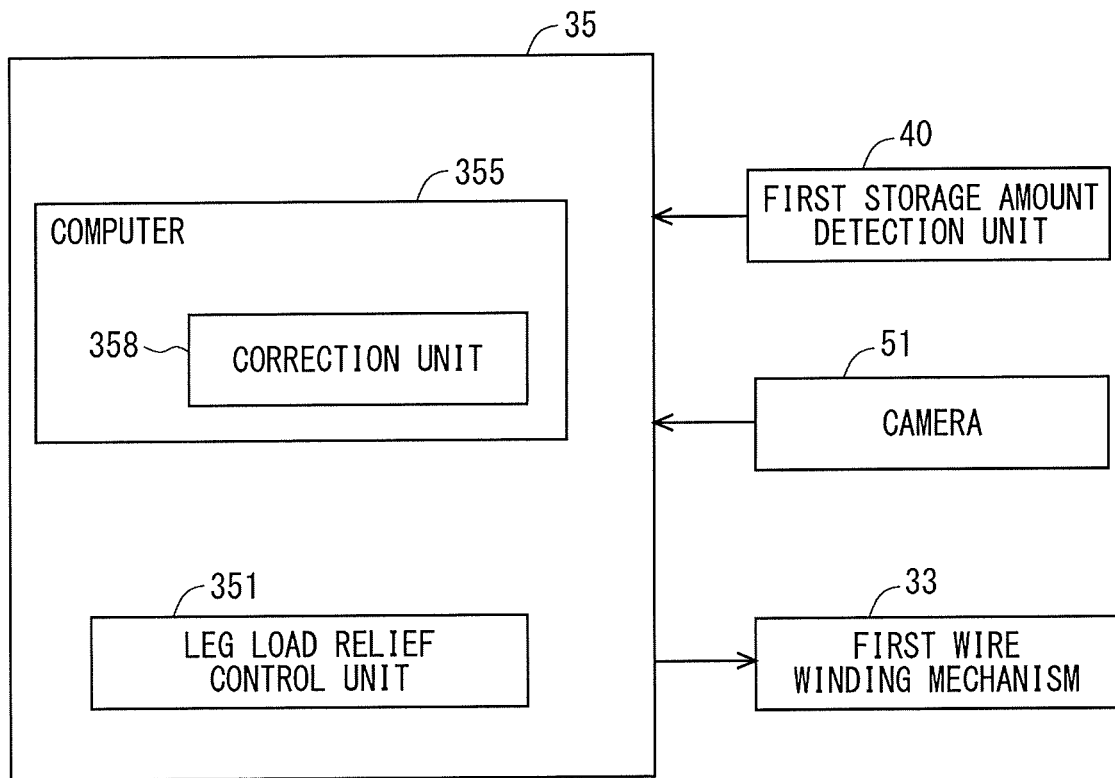 35
355
COMPUTER
358
CORRECTION UNIT
351
LEG LOAD RELIEF
CONTROL UNIT
40
FIRST STORAGE AMOUNT
DETECTION UNIT
51
CAMERA
33
FIRST WIRE
WINDING MECHANISM